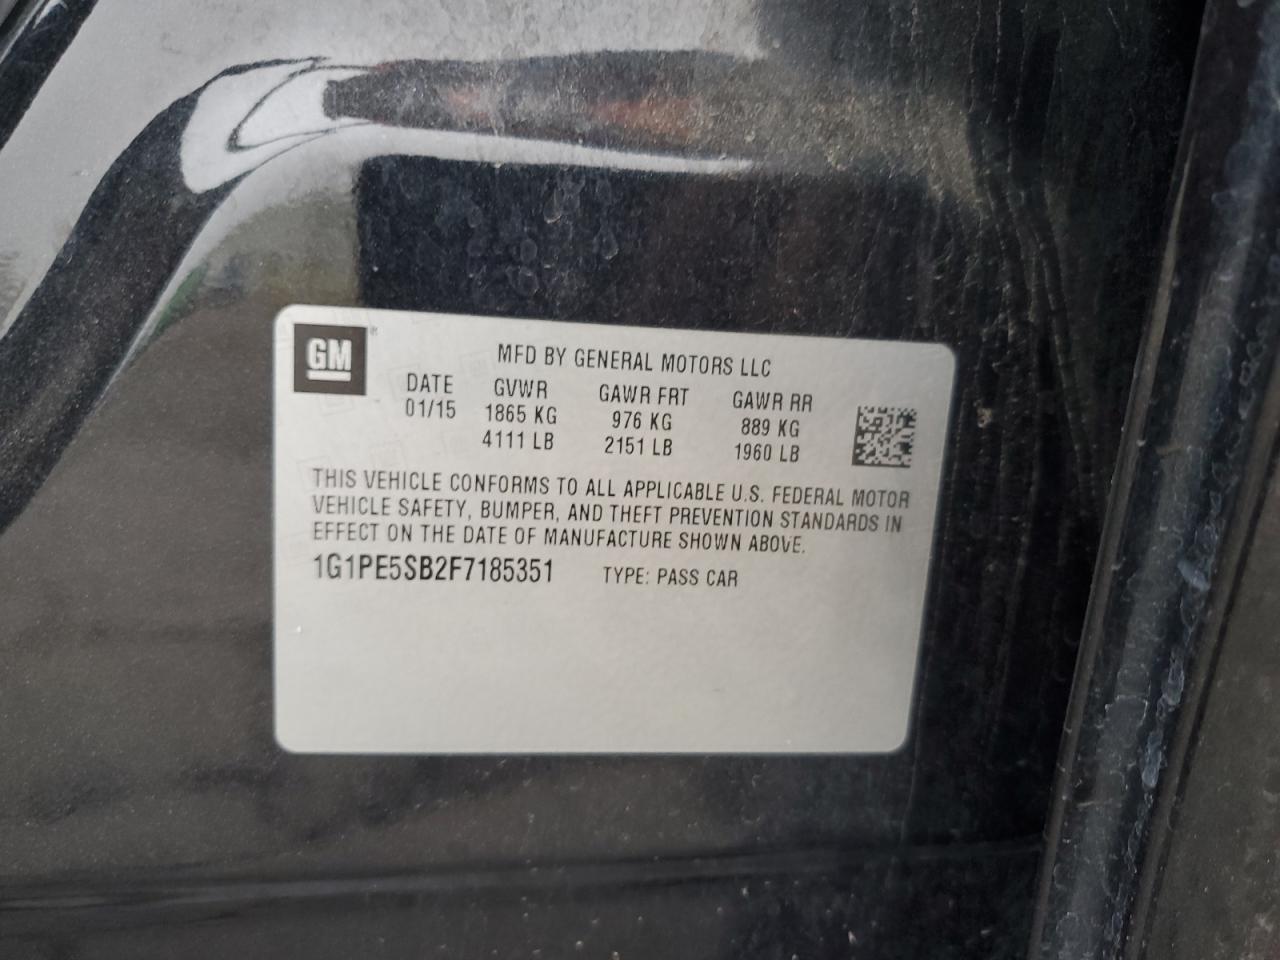 GM ®
MFD BY GENERAL MOTORS LLC
DATE GVWR GAWR FRT GAWR RR
01/15 1865 KG 976 KG 889 KG
4111 LB 2151 LB 1960 LB
THIS VEHICLE CONFORMS TO ALL APPLICABLE U.S. FEDERAL MOTOR
VEHICLE SAFETY, BUMPER, AND THEFT PREVENTION STANDARDS IN
EFFECT ON THE DATE OF MANUFACTURE SHOWN ABOVE.
1G1PE5SB2F7185351 TYPE: PASS CAR